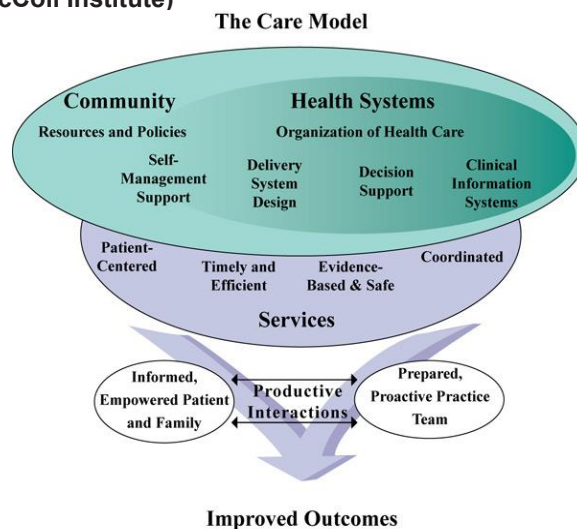 cColl Institute)
The Care Model
Community Health Systems
Resources and Policies Organization of Health Care
Self-
Management
Support
Delivery
System
Design
Decision
Support
Clinical
Information
Systems
Patient-
Centered
Timely and
Efficient
Evidence-
Based & Safe
Coordinated
Services
Informed,
Empowered Patient
and Family
Productive
Interactions
Prepared,
Proactive Practice
Team
Improved Outcomes